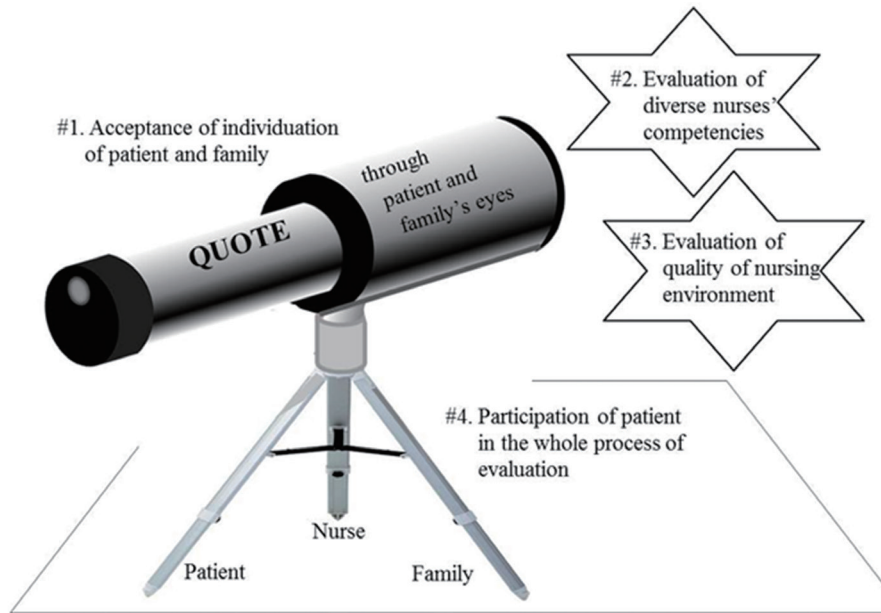 #1. Acceptance of individuation
of patient and family
#2. Evaluation of
diverse nurses’
competencies
through
patient and
family’s eyes
QUOTE
#3. Evaluation of
quality of nursing
environment
#4. Participation of patient
in the whole process of
evaluation
Nurse
Patient
Family